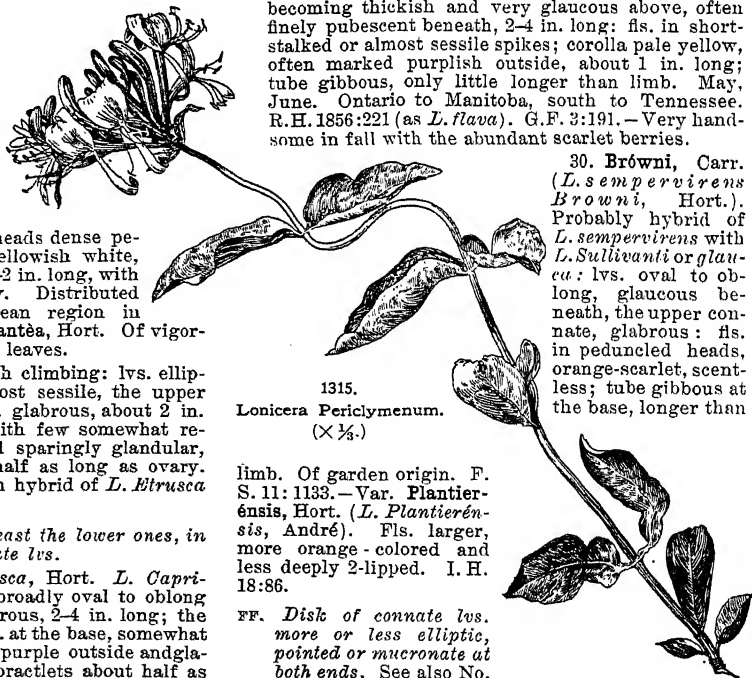 heads dense pe-
ellowish white,
-2 in. long, with
Distributed
ean region in
antèa, Hort. Of vigor-
leaves.
h climbing: lvs. ellip-
ost sessile, the upper
glabrous, about 2 in.
ith few somewhat re-
sparingly glandular,
half as long as ovary.
hybrid of L. Etrusca
east the lower ones, in
te lvs.
sca, Hort. L. Capri-
broadly oval to oblong
rous, 2–4 in. long; the
at the base, somewhat
purple outside andgla-
bractlets about half as
becoming thickish and very glaucous above, often
finely pubescent beneath, 2–4 in. long: fls. in short-
stalked or almost sessile spikes; corolla pale yellow,
often marked purplish outside, about 1 in. long;
tube gibbous, only little longer than limb. May,
June. Ontario to Manitoba, south to Tennessee.
R.H. 1856:221 (as L. flava). G.F. 3:191.—Very hand-
some in fall with the abundant scarlet berries.
30. Brówni, Carr.
(L. sempervirens
Browni, Hort.).
Probably hybrid of
L. sempervirens with
L. Sullivanti or glau-
ca: lvs. oval to ob-
long, glaucous be-
neath, the upper con-
nate, glabrous: fls.
in peduncled heads,
orange-scarlet, scent-
less; tube gibbous at
the base, longer than
1315.
Lonicera Periclymenum.
(× ⅓.)
limb. Of garden origin. F.
S. 11: 1133.—Var. Plantier-
énsis, Hort. (L. Plantierén-
sis, André). Fls. larger,
more orange-colored and
less deeply 2-lipped. I. H.
18:86.
FF. Disk of connate lvs.
more or less elliptic,
pointed or mucronate at
both ends. See also No.